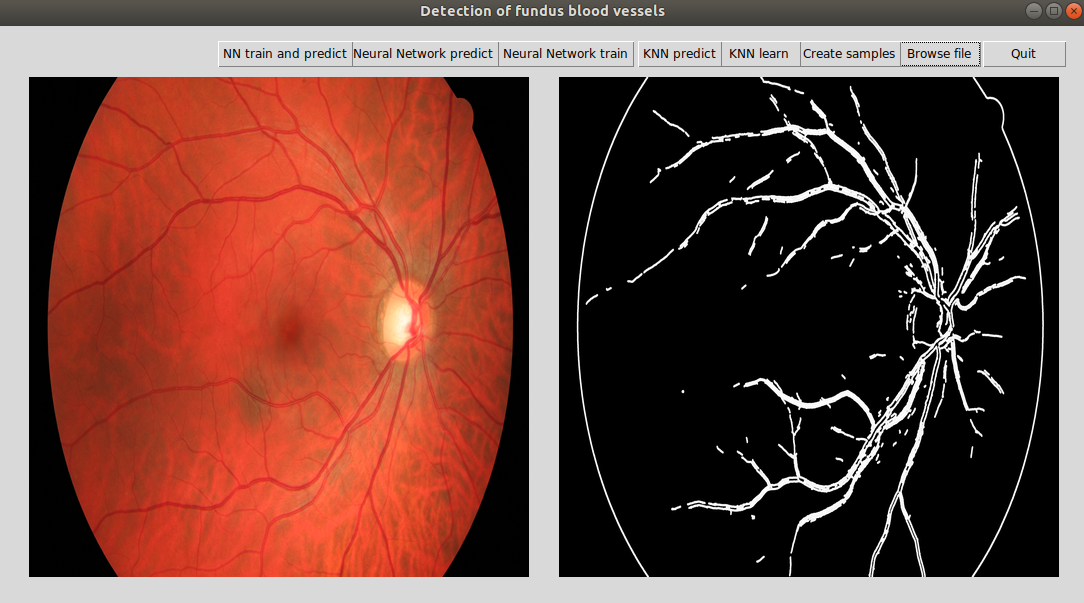 Detection of fundus blood vessels
NN train and predict Neural Network predict Neural Network train KNN predict KNN learn Create samples Browse file Quit